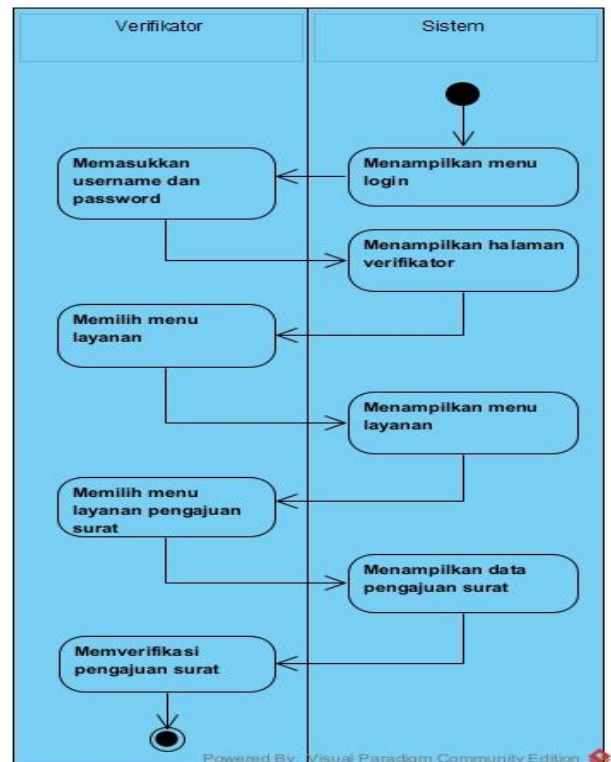 Verifikator
Sistem
Menampilkan menu
login
Memasukkan
username dan
password
Menampilkan halaman
verifikator
Memilih menu
layanan
Menampilkan menu
layanan
Memilih menu
layanan pengajuan
surat
Menampilkan data
pengajuan surat
Memverifikasi
pengajuan surat
Powered By: Visual Paradigm Community Edition